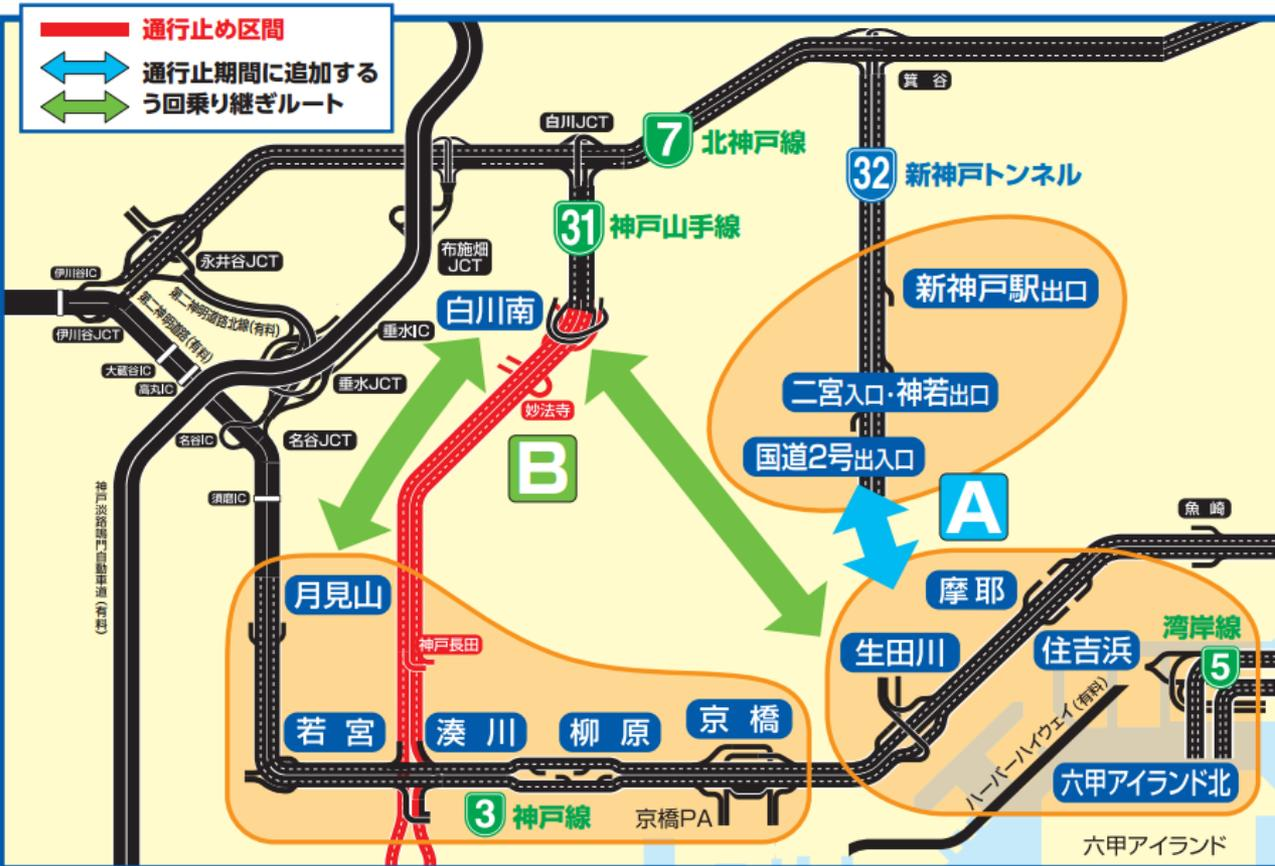 通行止め区間
通行止期間に追加する
う回乗り継ぎルート
箕谷
白川JCT
7 北神戸線
32 新神戸トンネル
31 神戸山手線
永井谷JCT
布施畑
JCT
伊川谷IC
第二神明道路北線(有料)
第二神明道路(有料)
新神戸駅出口
白川南
伊川谷JCT
垂水IC
大蔵谷IC
高丸IC
垂水JCT
妙法寺
二宮入口・神若出口
名谷IC
名谷JCT
B
国道2号出入口
須磨IC
A
魚崎
神戸淡路鳴門自動車道(有料)
月見山
摩耶
神戸長田
生田川
住吉浜
湾岸線
5
若宮
湊川
柳原
京橋
ハーバーハイウェイ(有料)
六甲アイランド北
3 神戸線
京橋PA
六甲アイランド